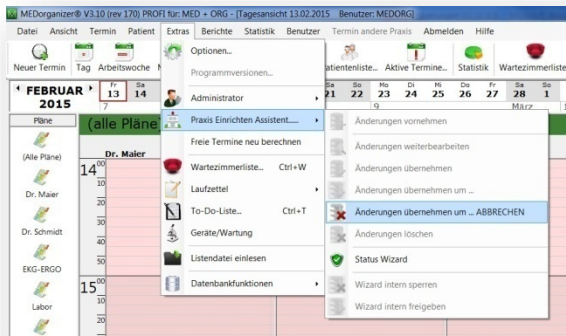 MEDorganizer® V3.10 (rev 170) PROFI für: MED + ORG - [Tagesansicht 13.02.2015 Benutzer: MEDORG]
Datei Ansicht Termin Patient Extras Berichte Statistik Benutzer Termin andere Praxis Abmelden Hilfe
Neuer Termin Tag Arbeitswoche atientenliste... Aktive Termine... Statistik Wartezimmerliste
FEBRUAR 2015
Fr 13 Sa 14
Sa 21 So 22 Mo 23 Di 24 Mi 25 Do 26 Fr 27 Sa 28 So 1
7 9 März
Pläne
(alle Pläne
(Alle Pläne)
Dr. Maier
Dr. Schmidt
EKG-ERGO
Labor
Dr. Maier
14 00
10
20
30
40
50
15 00
10
20
Optionen...
Programmversionen...
Administrator
Praxis Einrichten Assistent.....
Freie Termine neu berechnen
Wartezimmerliste... Ctrl+W
Laufzettel
To-Do-Liste... Ctrl+T
Geräte/Wartung
Listendatei einlesen
Datenbankfunktionen
Änderungen vornehmen
Änderungen weiterbearbeiten
Änderungen übernehmen
Änderungen übernehmen um ...
Änderungen übernehmen um ... ABBRECHEN
Änderungen löschen
Status Wizard
Wizard intern sperren
Wizard intern freigeben